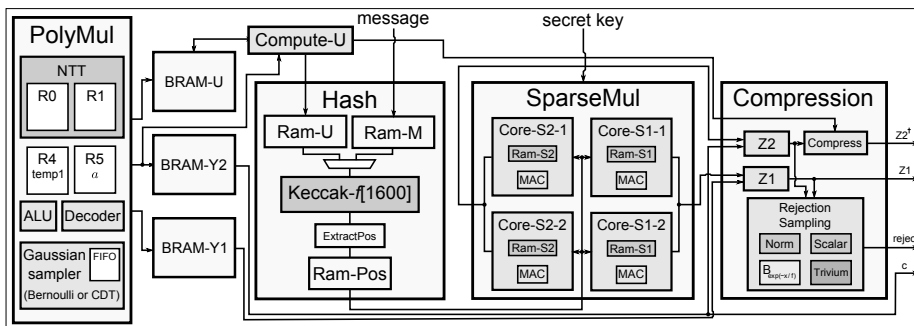 message
secret key
PolyMul
NTT
R0
R1
R4
temp1
R5
a
ALU
Decoder
Gaussian
sampler
FIFO
(Bernoulli or CDT)
BRAM-U
BRAM-Y2
BRAM-Y1
Compute-U
Hash
Ram-U
Ram-M
Keccak-f[1600]
ExtractPos
Ram-Pos
SparseMul
Core-S2-1
Ram-S2
MAC
Core-S1-1
Ram-S1
MAC
Core-S2-2
Ram-S2
MAC
Core-S1-2
Ram-S1
MAC
Compression
Z2
Compress
Z1
Rejection
Sampling
Norm
Scalar
Bexp(-x/f)
Trivium
Z2†
Z1
rejec
c